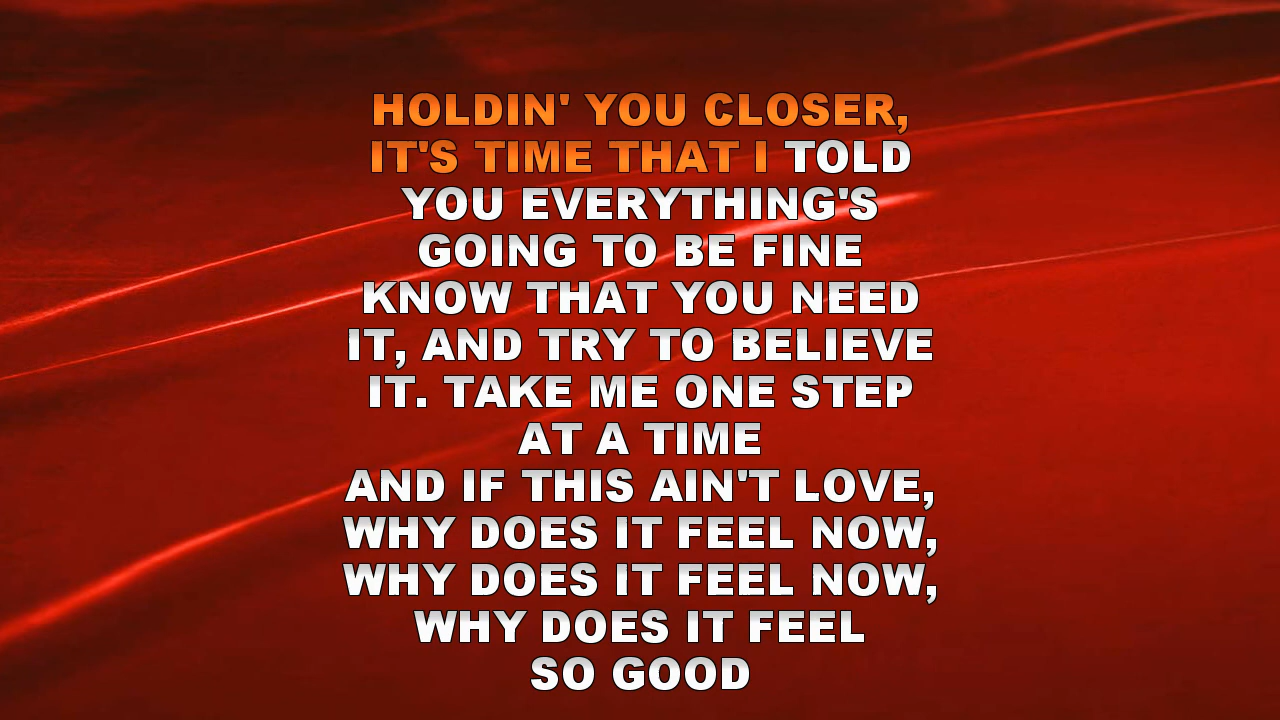 HOLDIN' YOU CLOSER,
IT'S TIME THAT I TOLD
YOU EVERYTHING'S
GOING TO BE FINE
KNOW THAT YOU NEED
IT, AND TRY TO BELIEVE
IT. TAKE ME ONE STEP
AT A TIME
AND IF THIS AIN'T LOVE,
WHY DOES IT FEEL NOW,
WHY DOES IT FEEL NOW,
WHY DOES IT FEEL
SO GOOD